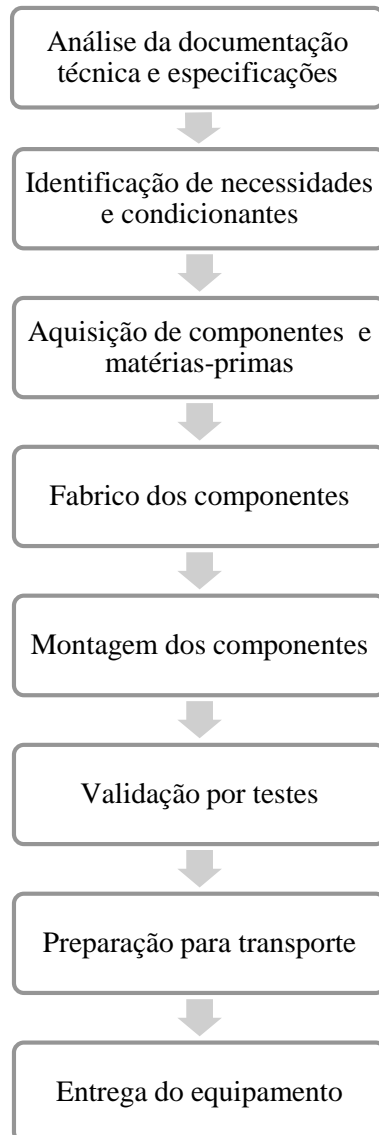 Análise da documentação
técnica e especificações
Identificação de necessidades
e condicionantes
Aquisição de componentes e
matérias-primas
Fabrico dos componentes
Montagem dos componentes
Validação por testes
Preparação para transporte
Entrega do equipamento